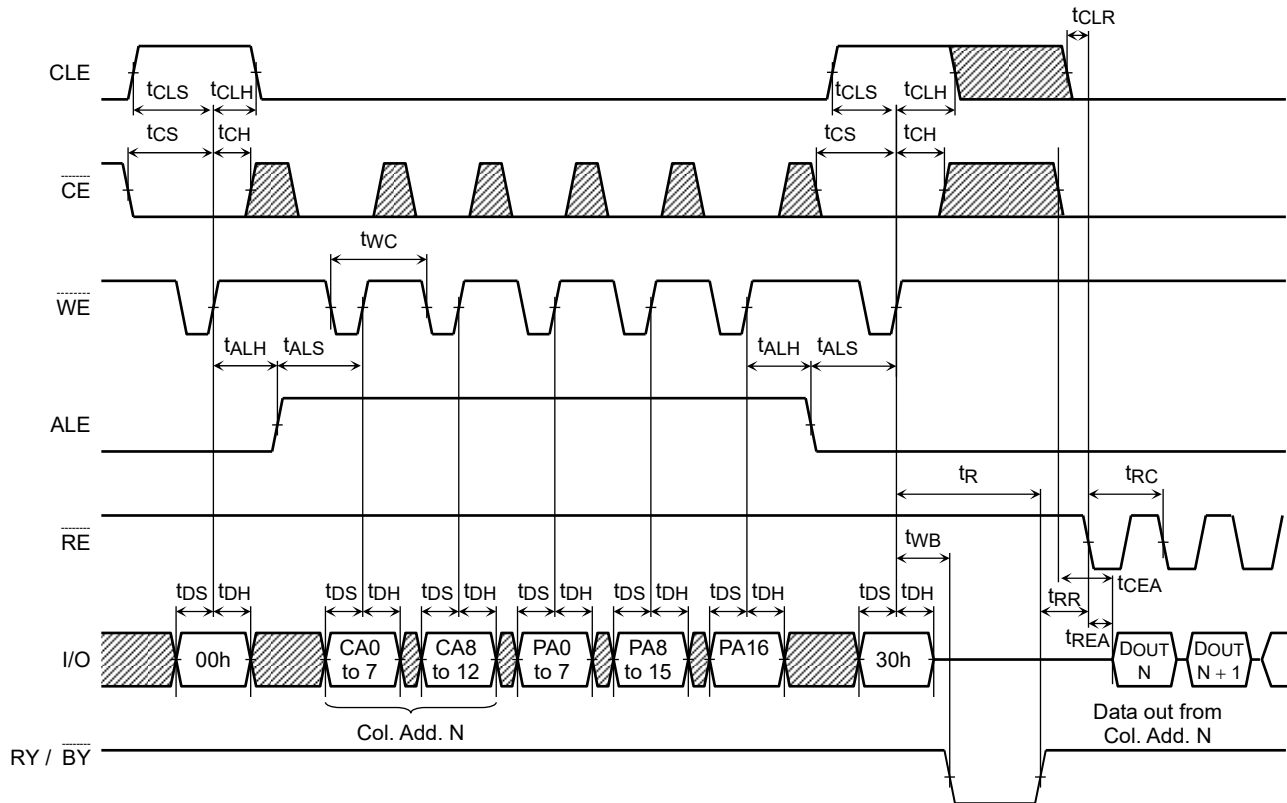 tCLR
CLE
tCLS tCLH tCLS tCLH
tCS tCH tCS tCH
CE
tWC
WE
tALH tALS tALH tALS
ALE
tR tRC
RE
tWB
tDS tDH tDS tDH tDS tDH tDS tDH tDS tDH tDS tDH tDS tDH
tCEA
tRR
tREA
I/O 00h CA0 to 7 CA8 to 12 PA0 to 7 PA8 to 15 PA16 30h DOUT N DOUT N + 1
Col. Add. N
Data out from
Col. Add. N
RY / BY